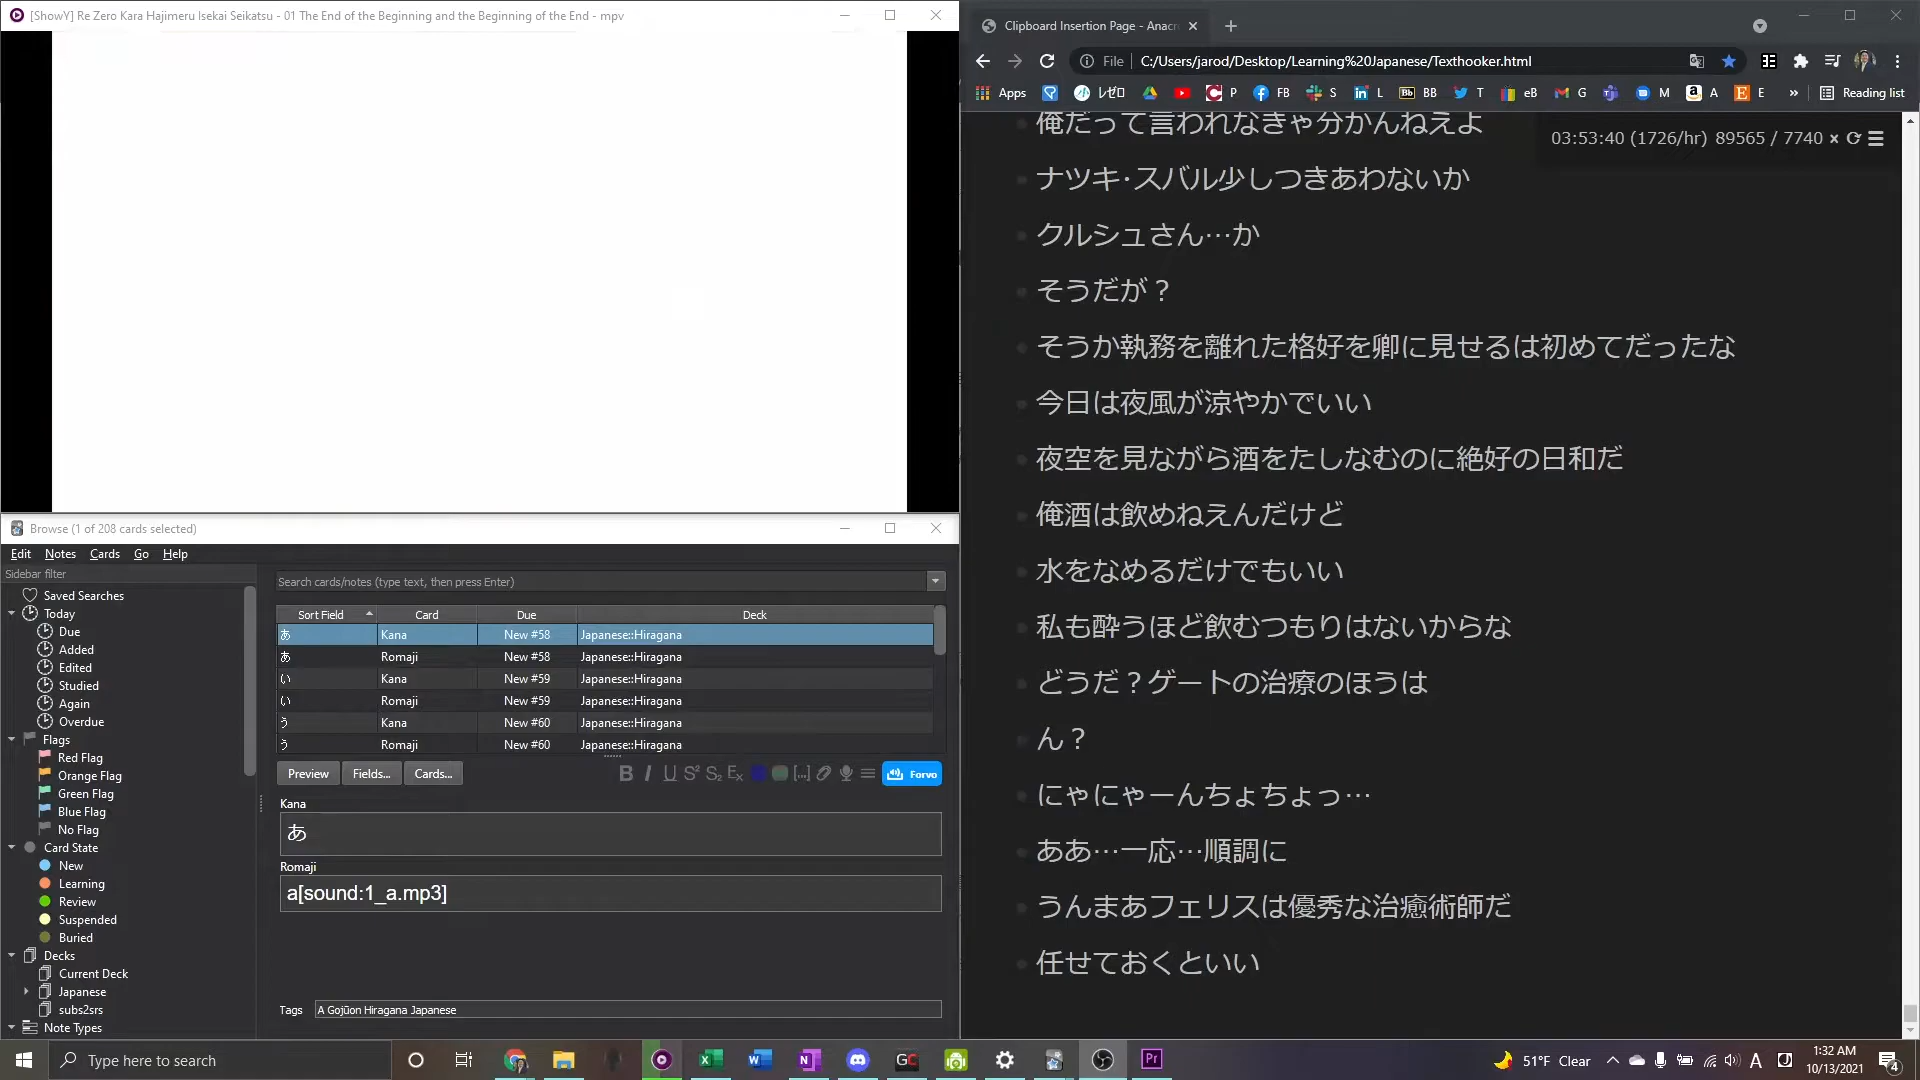 [ShowY] Re Zero Kara Hajimeru Isekai Seikatsu - 01 The End of the Beginning and the Beginning of the End - mpv
Browse (1 of 208 cards selected)
Edit Notes Cards Go Help
Sidebar filter
Saved Searches
Today
Due
Added
Edited
Studied
Again
Overdue
Flags
Red Flag
Orange Flag
Green Flag
Blue Flag
No Flag
Card State
New
Learning
Review
Suspended
Buried
Decks
Current Deck
Japanese
subs2srs
Note Types
Search cards/notes (type text, then press Enter)
Sort Field Card Due Deck
あ Kana New #58 Japanese::Hiragana
あ Romaji New #58 Japanese::Hiragana
い Kana New #59 Japanese::Hiragana
い Romaji New #59 Japanese::Hiragana
う Kana New #60 Japanese::Hiragana
う Romaji New #60 Japanese::Hiragana
Preview Fields... Cards... B I U S² S₂ Ex [...] Forvo
Kana
あ
Romaji
a[sound:1_a.mp3]
Tags A Gojūon Hiragana Japanese
Clipboard Insertion Page - Anac
File C:/Users/jarod/Desktop/Learning%20Japanese/Texthooker.html
Apps レゼロ P FB S L BB T eB G M A E » Reading list
03:53:40 (1726/hr) 89565 / 7740 ×
俺だって言われなきゃ分かんねえよ
ナツキ･スバル少しつきあわないか
クルシュさん…か
そうだが？
そうか執務を離れた格好を卿に見せるは初めてだったな
今日は夜風が涼やかでいい
夜空を見ながら酒をたしなむのに絶好の日和だ
俺酒は飲めねえんだけど
水をなめるだけでもいい
私も酔うほど飲むつもりはないからな
どうだ？ゲートの治療のほうは
ん？
にゃにゃーんちょちょっ…
ああ…一応…順調に
うんまあフェリスは優秀な治癒術師だ
任せておくといい
Type here to search
GC
Pr
51°F Clear
A
1:32 AM
10/13/2021
4